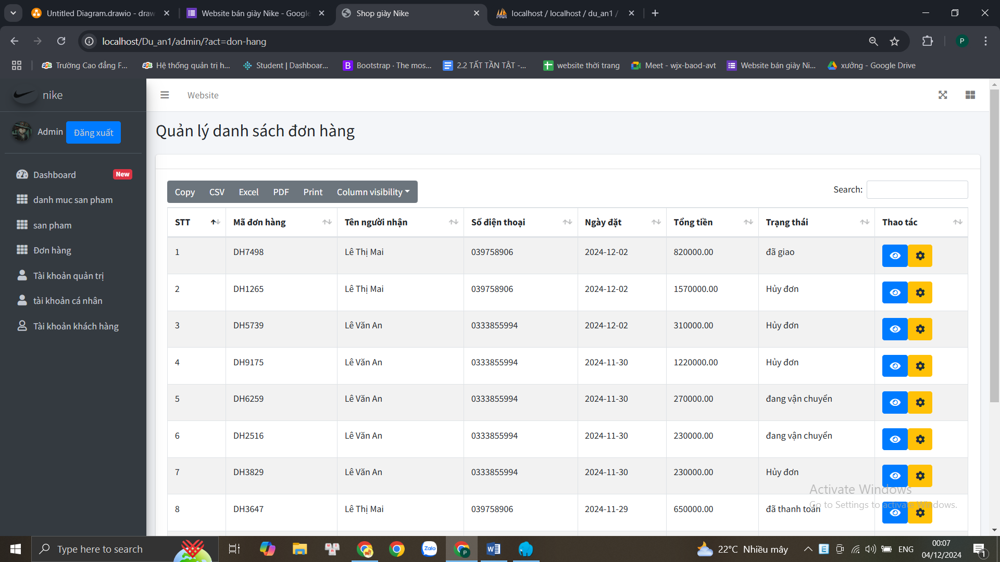 Untitled Diagram.drawio - draw
Website bán giày Nike - Google
Shop giày Nike
localhost / localhost / du_an1 /
localhost/Du_an1/admin/?act=don-hang
P
Trường Cao đẳng F...
Hệ thống quản trị h...
Student | Dashboar...
Bootstrap · The mos...
2.2 TẤT TẦN TẬT -...
website thời trang
Meet - wjx-baod-avt
Website bán giày Ni...
xưởng - Google Drive
nike
Website
Admin
Đăng xuất
Dashboard
New
danh muc san pham
san pham
Đơn hàng
Tài khoản quản trị
tài khoản cá nhân
Tài khoản khách hàng
Quản lý danh sách đơn hàng
Copy CSV Excel PDF Print Column visibility
Search:
STT Mã đơn hàng Tên người nhận Số điện thoại Ngày đặt Tổng tiền Trạng thái Thao tác
1 DH7498 Lê Thị Mai 039758906 2024-12-02 820000.00 đã giao
2 DH1265 Lê Thị Mai 039758906 2024-12-02 1570000.00 Hủy đơn
3 DH5739 Lê Văn An 0333855994 2024-12-02 310000.00 Hủy đơn
4 DH9175 Lê Văn An 0333855994 2024-11-30 1220000.00 Hủy đơn
5 DH6259 Lê Văn An 0333855994 2024-11-30 270000.00 đang vận chuyển
6 DH2516 Lê Văn An 0333855994 2024-11-30 230000.00 đang vận chuyển
7 DH3829 Lê Văn An 0333855994 2024-11-30 230000.00 Hủy đơn
8 DH3647 Lê Thị Mai 039758906 2024-11-29 650000.00 đã thanh toán
Activate Windows
Go to Settings to activate Windows.
Type here to search
Zalo
P
22°C Nhiều mây
ENG
00:07
04/12/2024
1